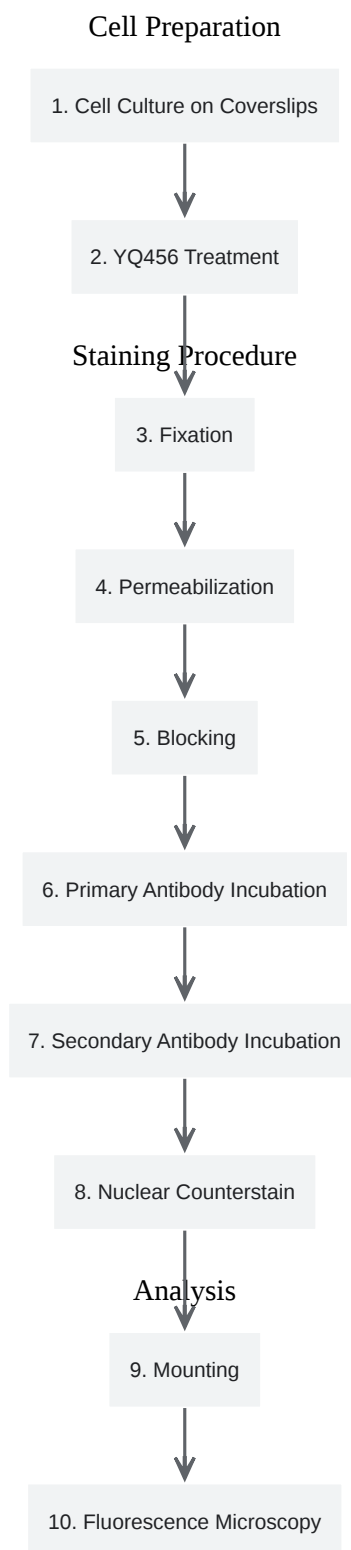 Cell Preparation
1. Cell Culture on Coverslips
2. YQ456 Treatment
Staining Procedure
3. Fixation
4. Permeabilization
5. Blocking
6. Primary Antibody Incubation
7. Secondary Antibody Incubation
8. Nuclear Counterstain
Analysis
9. Mounting
10. Fluorescence Microscopy